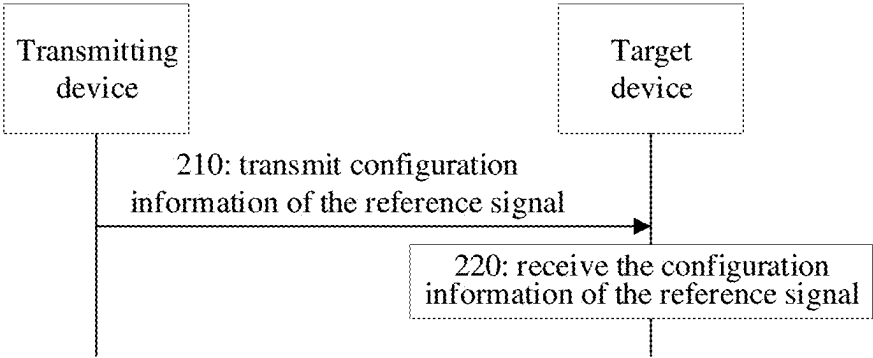 Transmitting
device
Target
device
210: transmit configuration
information of the reference signal
220: receive the configuration
information of the reference signal